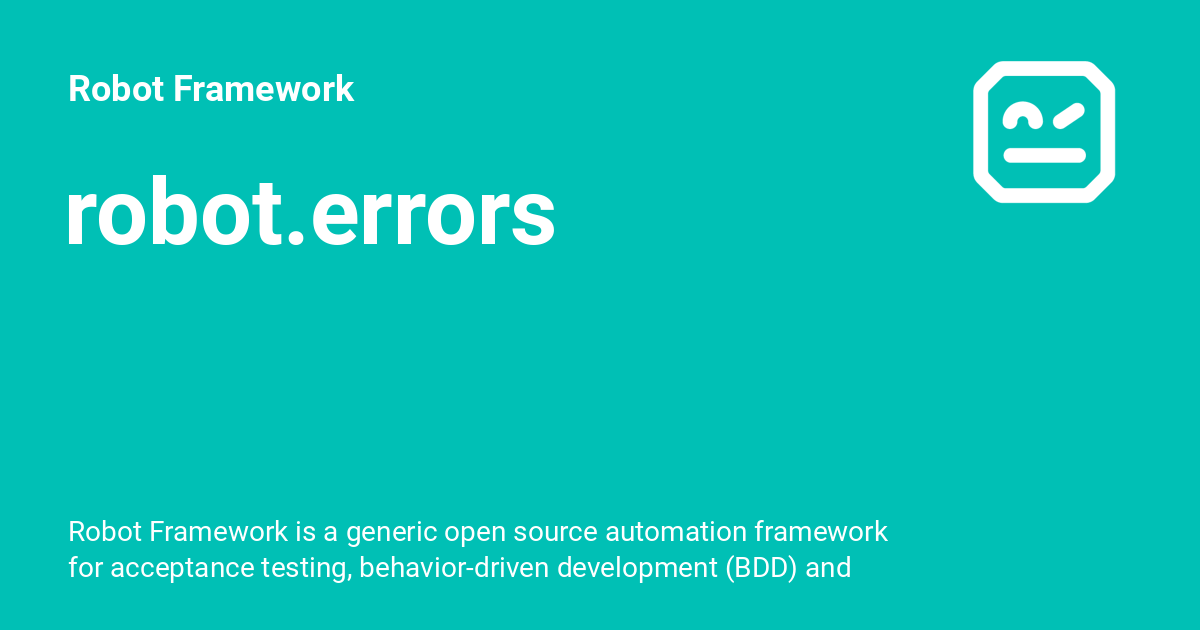 Robot Framework
robot.errors
Robot Framework is a generic open source automation framework
for acceptance testing, behavior-driven development (BDD) and